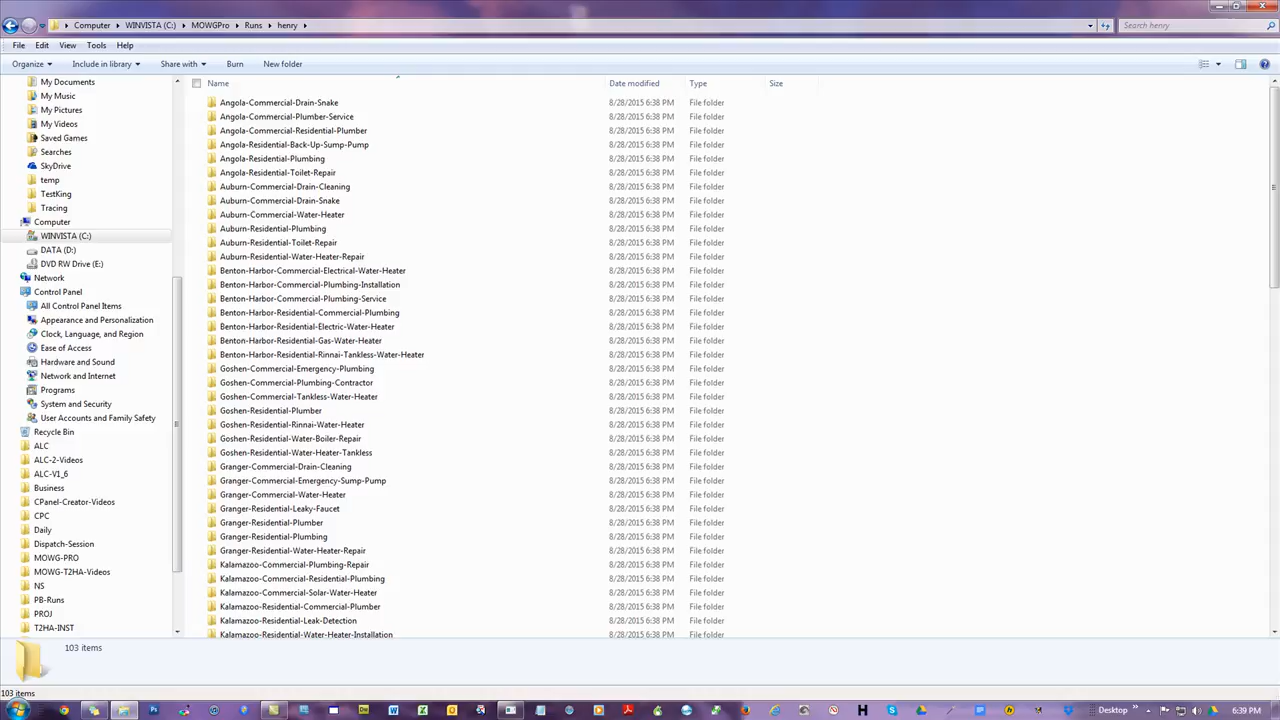 Computer ▸ WINVISTA (C:) ▸ MOWGPro ▸ Runs ▸ henry ▸
Search henry
File Edit View Tools Help
Organize Include in library Share with Burn New folder
My Documents
My Music
My Pictures
My Videos
Saved Games
Searches
SkyDrive
temp
TestKing
Tracing
Computer
WINVISTA (C:)
DATA (D:)
DVD RW Drive (E:)
Network
Control Panel
All Control Panel Items
Appearance and Personalization
Clock, Language, and Region
Ease of Access
Hardware and Sound
Network and Internet
Programs
System and Security
User Accounts and Family Safety
Recycle Bin
ALC
ALC-2-Videos
ALC-V1_6
Business
CPanel-Creator-Videos
CPC
Daily
Dispatch-Session
MOWG-PRO
MOWG-T2HA-Videos
NS
PB-Runs
PROJ
T2HA-INST
Name Date modified Type Size
Angola-Commercial-Drain-Snake 8/28/2015 6:38 PM File folder
Angola-Commercial-Plumber-Service 8/28/2015 6:38 PM File folder
Angola-Commercial-Residential-Plumber 8/28/2015 6:38 PM File folder
Angola-Residential-Back-Up-Sump-Pump 8/28/2015 6:38 PM File folder
Angola-Residential-Plumbing 8/28/2015 6:38 PM File folder
Angola-Residential-Toilet-Repair 8/28/2015 6:38 PM File folder
Auburn-Commercial-Drain-Cleaning 8/28/2015 6:38 PM File folder
Auburn-Commercial-Drain-Snake 8/28/2015 6:38 PM File folder
Auburn-Commercial-Water-Heater 8/28/2015 6:38 PM File folder
Auburn-Residential-Plumbing 8/28/2015 6:38 PM File folder
Auburn-Residential-Toilet-Repair 8/28/2015 6:38 PM File folder
Auburn-Residential-Water-Heater-Repair 8/28/2015 6:38 PM File folder
Benton-Harbor-Commercial-Electrical-Water-Heater 8/28/2015 6:38 PM File folder
Benton-Harbor-Commercial-Plumbing-Installation 8/28/2015 6:38 PM File folder
Benton-Harbor-Commercial-Plumbing-Service 8/28/2015 6:38 PM File folder
Benton-Harbor-Residential-Commercial-Plumbing 8/28/2015 6:38 PM File folder
Benton-Harbor-Residential-Electric-Water-Heater 8/28/2015 6:38 PM File folder
Benton-Harbor-Residential-Gas-Water-Heater 8/28/2015 6:38 PM File folder
Benton-Harbor-Residential-Rinnai-Tankless-Water-Heater 8/28/2015 6:38 PM File folder
Goshen-Commercial-Emergency-Plumbing 8/28/2015 6:38 PM File folder
Goshen-Commercial-Plumbing-Contractor 8/28/2015 6:38 PM File folder
Goshen-Commercial-Tankless-Water-Heater 8/28/2015 6:38 PM File folder
Goshen-Residential-Plumber 8/28/2015 6:38 PM File folder
Goshen-Residential-Rinnai-Water-Heater 8/28/2015 6:38 PM File folder
Goshen-Residential-Water-Boiler-Repair 8/28/2015 6:38 PM File folder
Goshen-Residential-Water-Heater-Tankless 8/28/2015 6:38 PM File folder
Granger-Commercial-Drain-Cleaning 8/28/2015 6:38 PM File folder
Granger-Commercial-Emergency-Sump-Pump 8/28/2015 6:38 PM File folder
Granger-Commercial-Water-Heater 8/28/2015 6:38 PM File folder
Granger-Residential-Leaky-Faucet 8/28/2015 6:38 PM File folder
Granger-Residential-Plumber 8/28/2015 6:38 PM File folder
Granger-Residential-Plumbing 8/28/2015 6:38 PM File folder
Granger-Residential-Water-Heater-Repair 8/28/2015 6:38 PM File folder
Kalamazoo-Commercial-Plumbing-Repair 8/28/2015 6:38 PM File folder
Kalamazoo-Commercial-Residential-Plumbing 8/28/2015 6:38 PM File folder
Kalamazoo-Commercial-Solar-Water-Heater 8/28/2015 6:38 PM File folder
Kalamazoo-Residential-Commercial-Plumber 8/28/2015 6:38 PM File folder
Kalamazoo-Residential-Leak-Detection 8/28/2015 6:38 PM File folder
Kalamazoo-Residential-Water-Heater-Installation 8/28/2015 6:38 PM File folder
103 items
103 items
Desktop 6:39 PM